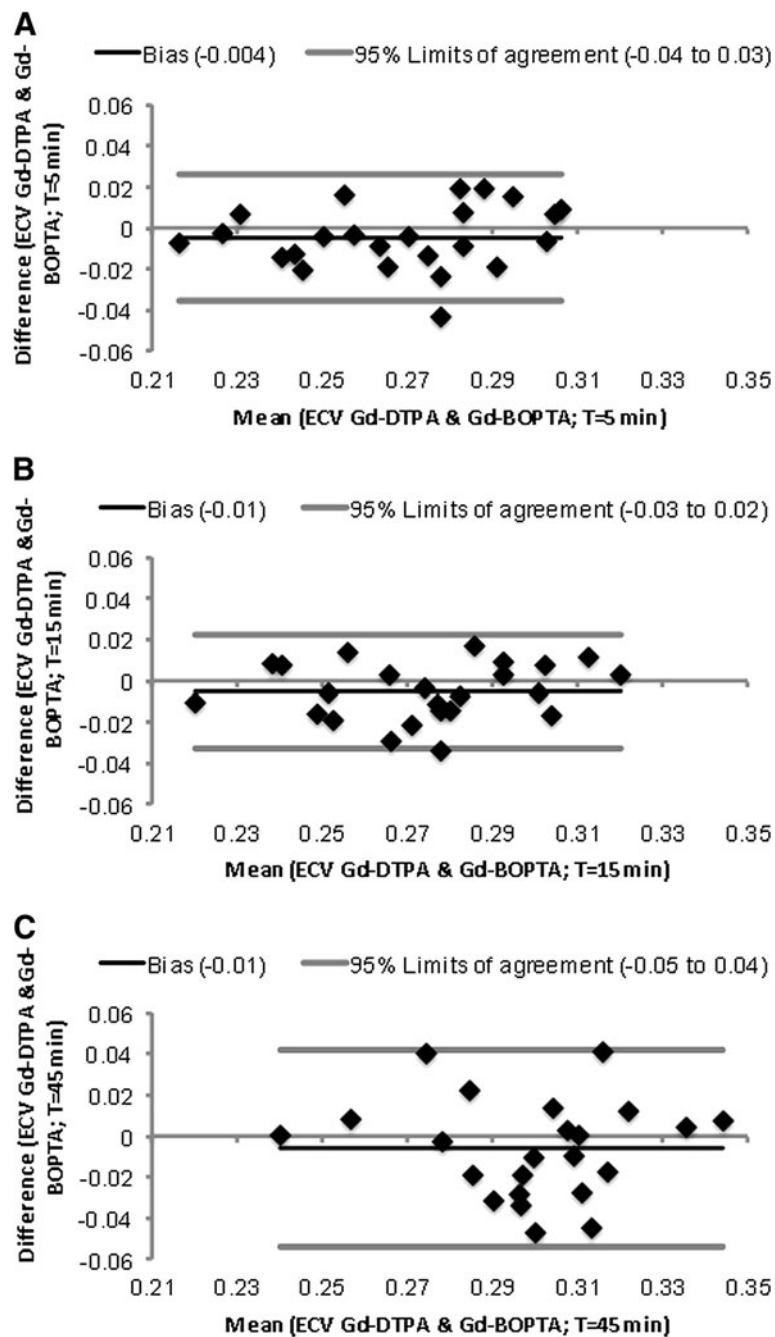 A
Bias (-0.004) 95% Limits of agreement (-0.04 to 0.03)
Difference (ECV Gd-DTPA & Gd-
BOPTA; T=5 min)
0.06
0.04
0.02
0
-0.02
-0.04
-0.06
0.21 0.23 0.25 0.27 0.29 0.31 0.33 0.35
Mean (ECV Gd-DTPA & Gd-BOPTA; T=5 min)
B
Bias (-0.01) 95% Limits of agreement (-0.03 to 0.02)
Difference (ECV Gd-DTPA &Gd-
BOPTA; T=15 min)
0.06
0.04
0.02
0
-0.02
-0.04
-0.06
0.21 0.23 0.25 0.27 0.29 0.31 0.33 0.35
Mean (ECV Gd-DTPA & Gd-BOPTA; T=15 min)
C
Bias (-0.01) 95% Limits of agreement (-0.05 to 0.04)
Difference (ECV Gd-DTPA &Gd-
BOPTA; T=45 min)
0.06
0.04
0.02
0
-0.02
-0.04
-0.06
0.21 0.23 0.25 0.27 0.29 0.31 0.33 0.35
Mean (ECV Gd-DTPA & Gd-BOPTA; T=45 min)